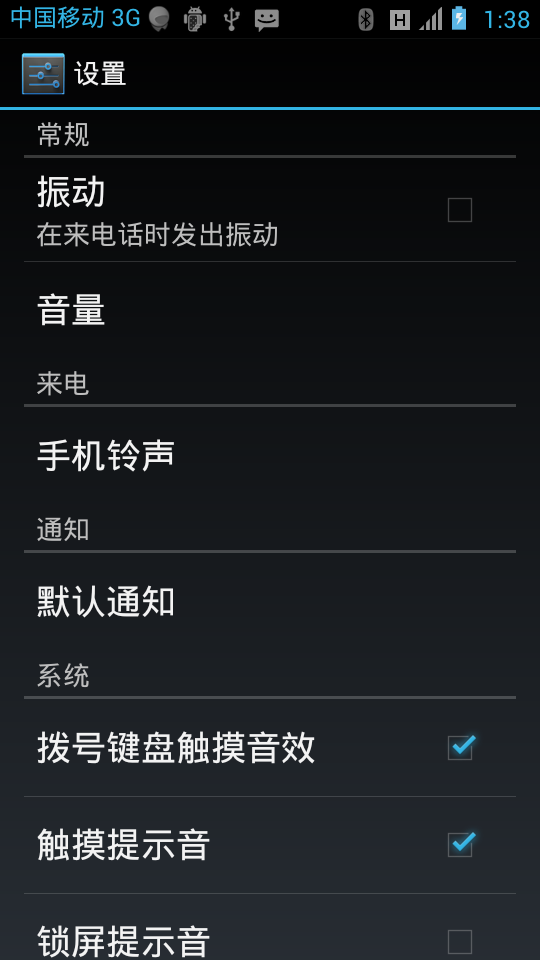 中国移动 3G H 1:38
设置
常规
振动
在来电话时发出振动
音量
来电
手机铃声
通知
默认通知
系统
拨号键盘触摸音效
触摸提示音
锁屏提示音